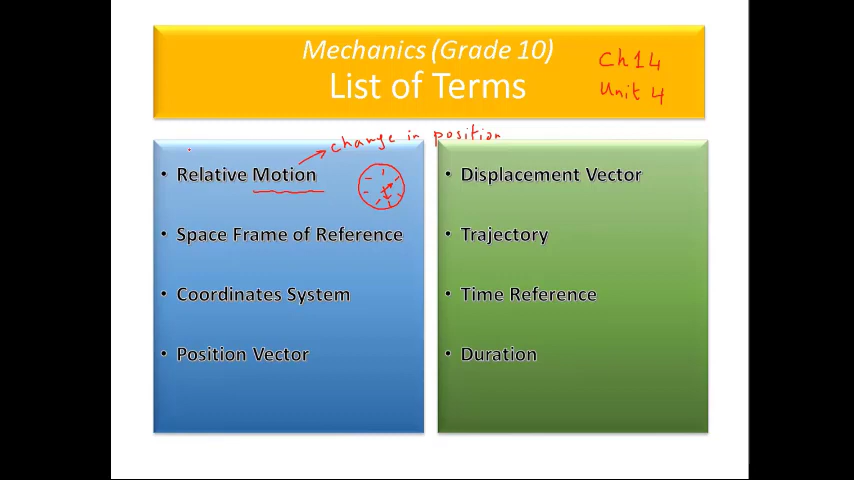 Mechanics (Grade 10)
List of Terms
Ch 14
Unit 4
change in position
• Relative Motion
• Space Frame of Reference
• Coordinates System
• Position Vector
• Displacement Vector
• Trajectory
• Time Reference
• Duration